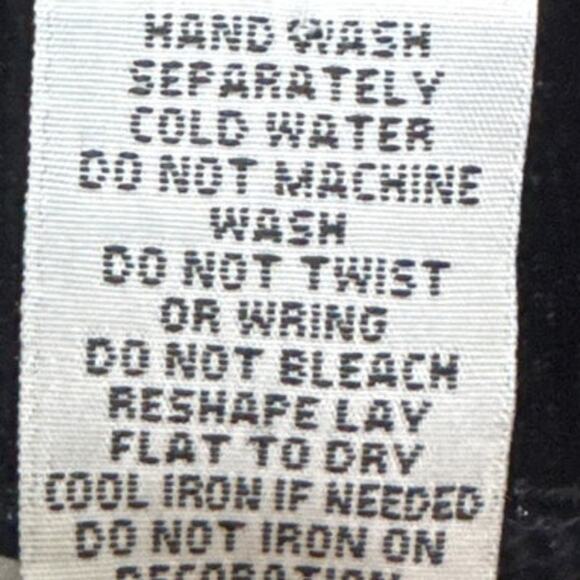 HAND WASH
SEPARATELY
COLD WATER
DO NOT MACHINE
WASH
DO NOT TWIST
OR WRING
DO NOT BLEACH
RESHAPE LAY
FLAT TO DRY
COOL IRON IF NEEDED
DO NOT IRON ON
DECORATION